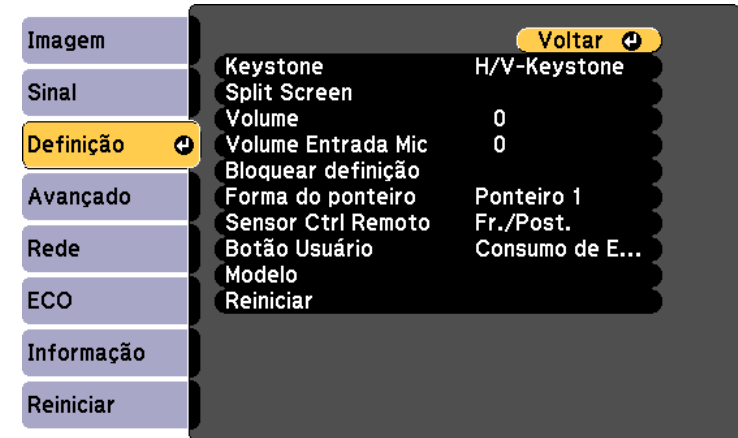 Imagem
Sinal
Definição
Avançado
Rede
ECO
Informação
Reiniciar
Voltar
Keystone H/V-Keystone
Split Screen
Volume 0
Volume Entrada Mic 0
Bloquear definição
Forma do ponteiro Ponteiro 1
Sensor Ctrl Remoto Fr./Post.
Botão Usuário Consumo de E...
Modelo
Reiniciar